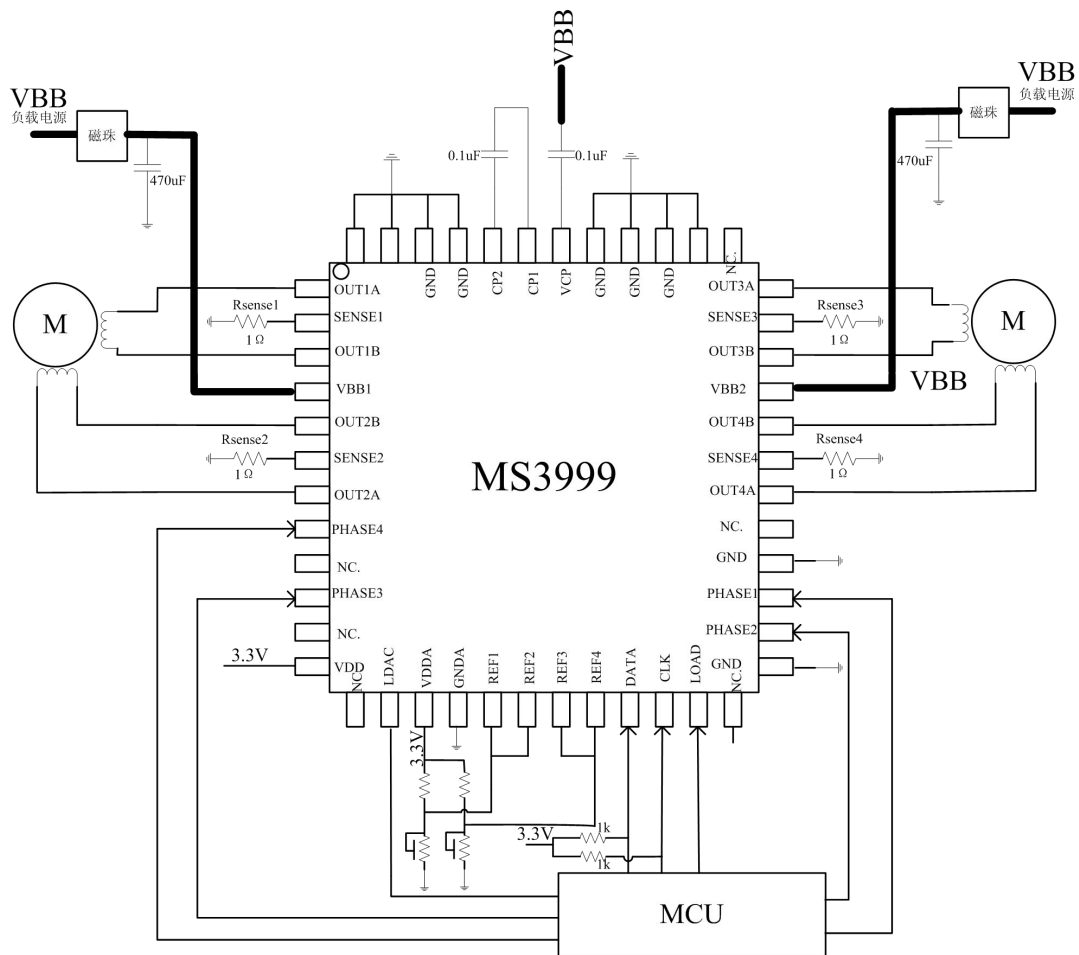 VBB
VBB
负载电源
磁珠
470uF
0.1uF
0.1uF
VBB
负载电源
磁珠
470uF
GND
GND
CP2
CP1
VCP
GND
GND
GND
NC.
M
Rsense1
1Ω
Rsense2
1Ω
OUT1A
SENSE1
OUT1B
VBB1
OUT2B
SENSE2
OUT2A
PHASE4
NC.
PHASE3
NC.
VDD
3.3V
MS3999
OUT3A
SENSE3
OUT3B
VBB2
OUT4B
SENSE4
OUT4A
NC.
GND
PHASE1
PHASE2
GND
Rsense3
1Ω
VBB
Rsense4
1Ω
M
NC.
LDAC
VDDA
GNDA
REF1
REF2
REF3
REF4
DATA
CLK
LOAD
NC.
3.3V
3.3V
1k
1k
MCU